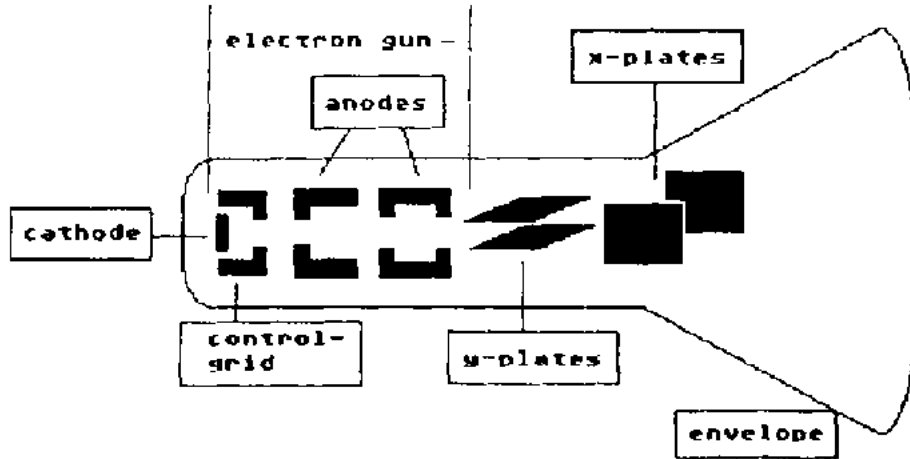 electron gun
x-plates
anodes
cathode
control-
grid
y-plates
envelope